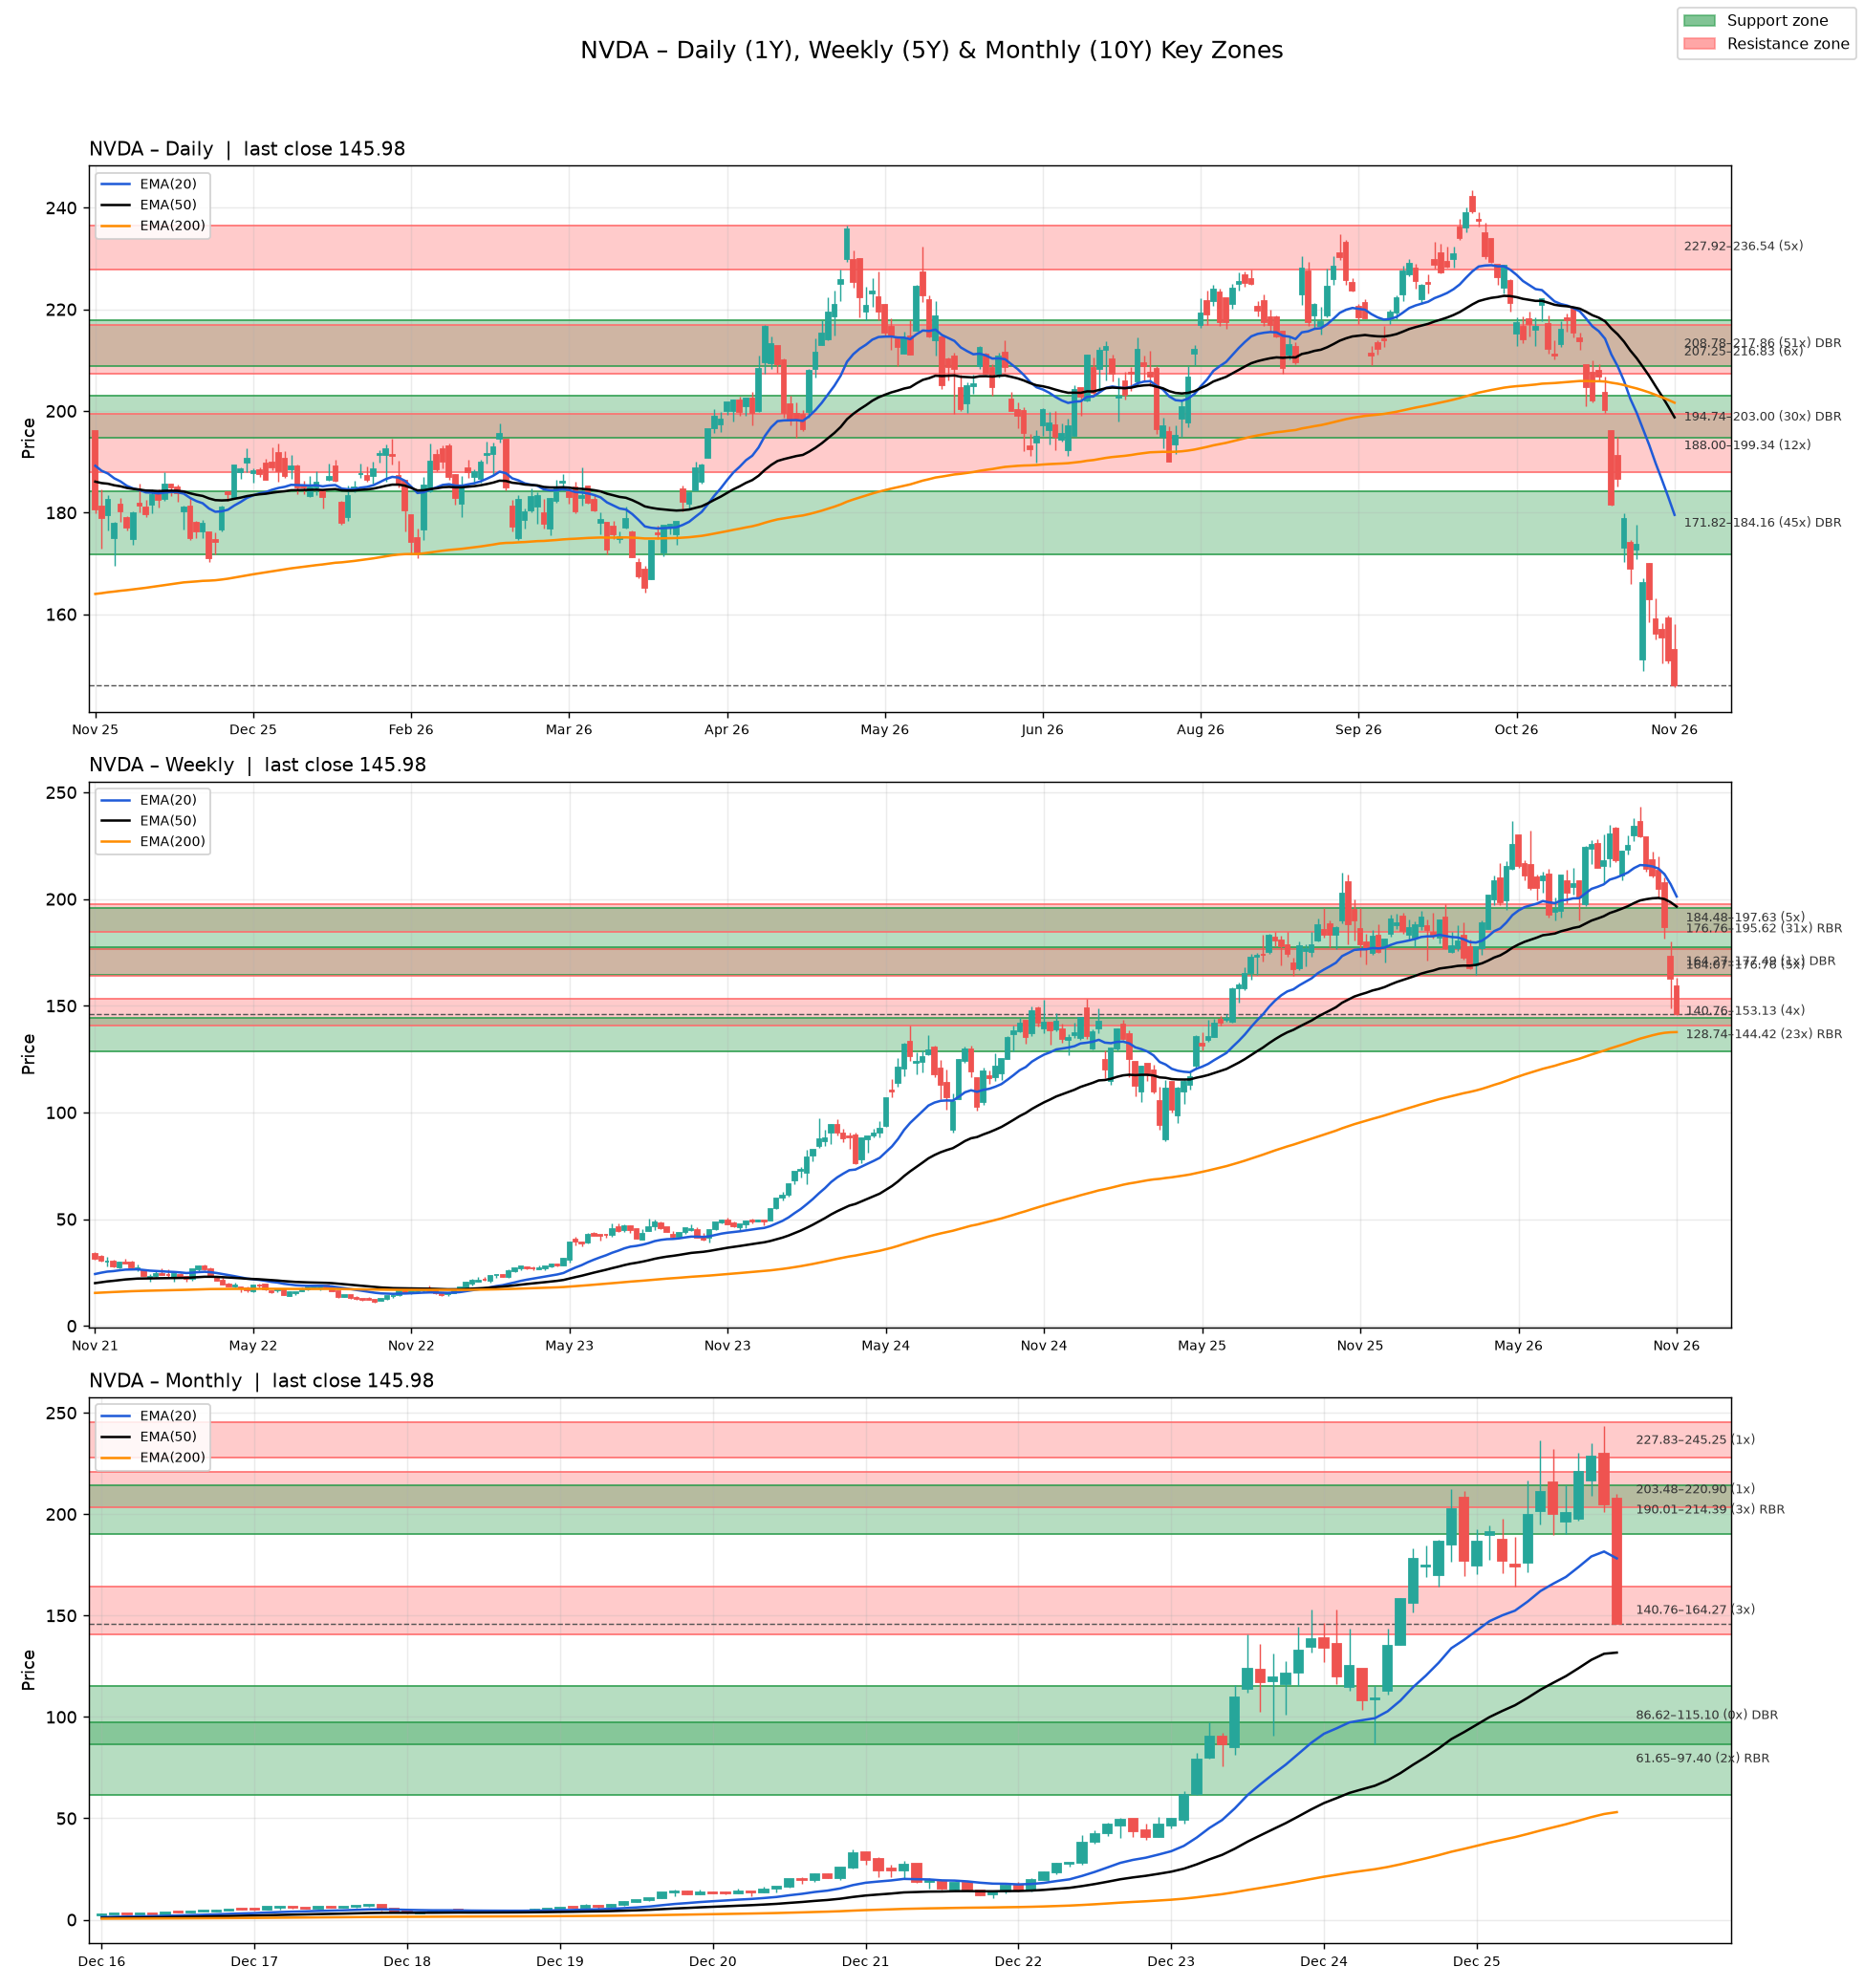 Support zone
Resistance zone
NVDA – Daily (1Y), Weekly (5Y) & Monthly (10Y) Key Zones
NVDA – Daily | last close 145.98
EMA(20)
EMA(50)
EMA(200)
Price
240
220
200
180
160
227.92–236.54 (5x)
208.78–217.86 (51x) DBR
207.25–216.83 (6x)
194.74–203.00 (30x) DBR
188.00–199.34 (12x)
171.82–184.16 (45x) DBR
Nov 25
Dec 25
Feb 26
Mar 26
Apr 26
May 26
Jun 26
Aug 26
Sep 26
Oct 26
Nov 26
NVDA – Weekly | last close 145.98
EMA(20)
EMA(50)
EMA(200)
Price
250
200
150
100
50
0
184.48–197.63 (5x)
176.76–195.62 (31x) RBR
164.27–177.49 (1x) DBR
140.76–153.13 (4x)
128.74–144.42 (23x) RBR
Nov 21
May 22
Nov 22
May 23
Nov 23
May 24
Nov 24
May 25
Nov 25
May 26
Nov 26
NVDA – Monthly | last close 145.98
EMA(20)
EMA(50)
EMA(200)
Price
250
200
150
100
50
0
227.83–245.25 (1x)
203.48–220.90 (1x)
190.01–214.39 (3x) RBR
140.76–164.27 (3x)
86.62–115.10 (0x) DBR
61.65–97.40 (2x) RBR
Dec 16
Dec 17
Dec 18
Dec 19
Dec 20
Dec 21
Dec 22
Dec 23
Dec 24
Dec 25